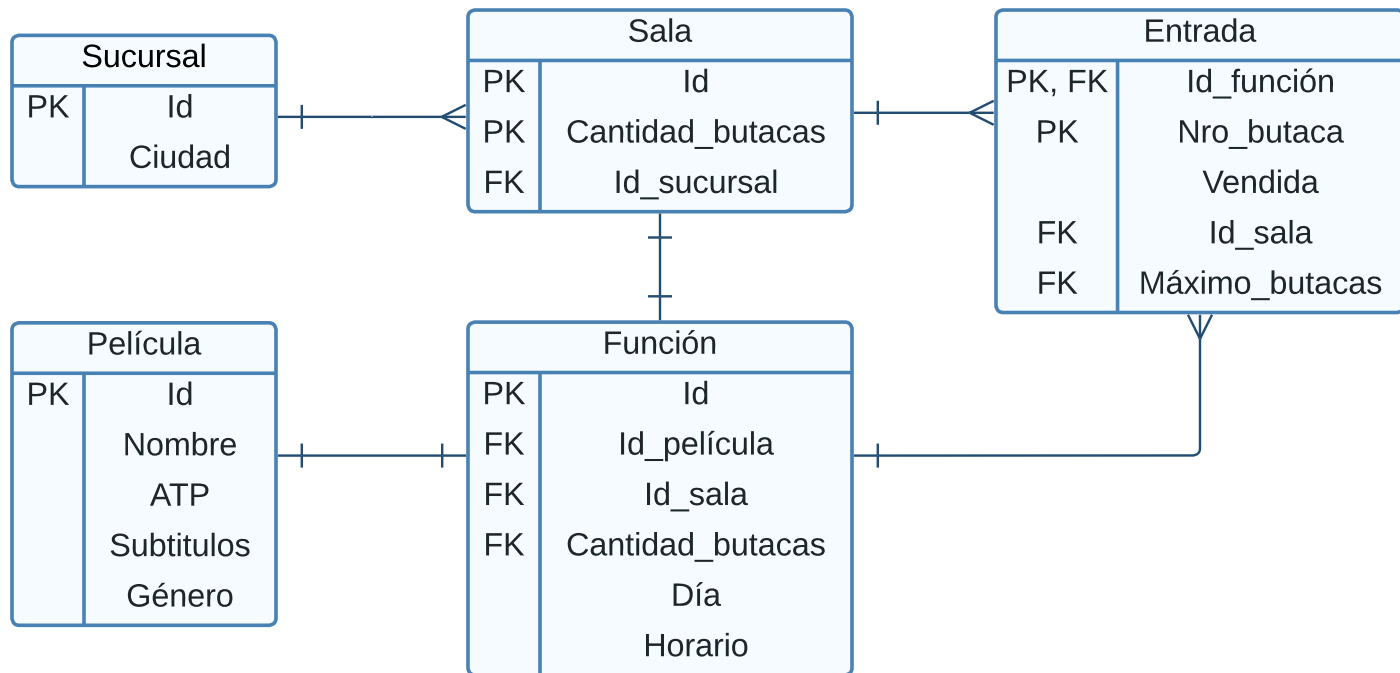 Sucursal
PK Id
Ciudad
Sala
PK Id
PK Cantidad_butacas
FK Id_sucursal
Entrada
PK, FK Id_función
PK Nro_butaca
Vendida
FK Id_sala
FK Máximo_butacas
Película
PK Id
Nombre
ATP
Subtitulos
Género
Función
PK Id
FK Id_película
FK Id_sala
FK Cantidad_butacas
Día
Horario